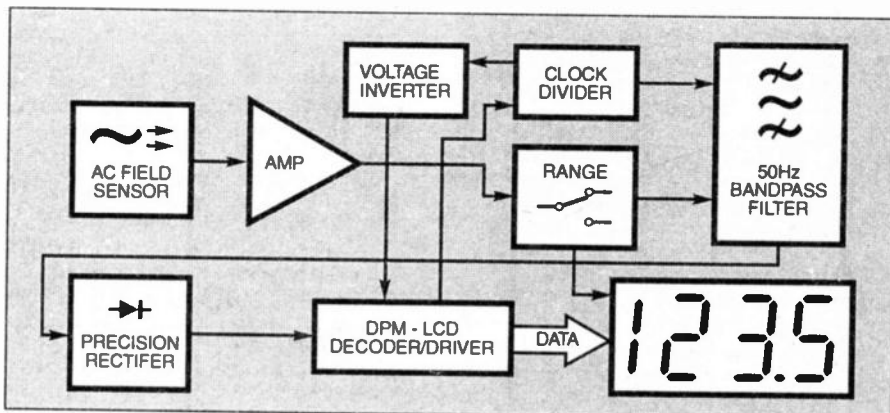 VOLTAGE
INVERTER
CLOCK
DIVIDER
AC FIELD
SENSOR
AMP
RANGE
50Hz
BANDPASS
FILTER
PRECISION
RECTIFER
DPM - LCD
DECODER/DRIVER
DATA
123.5